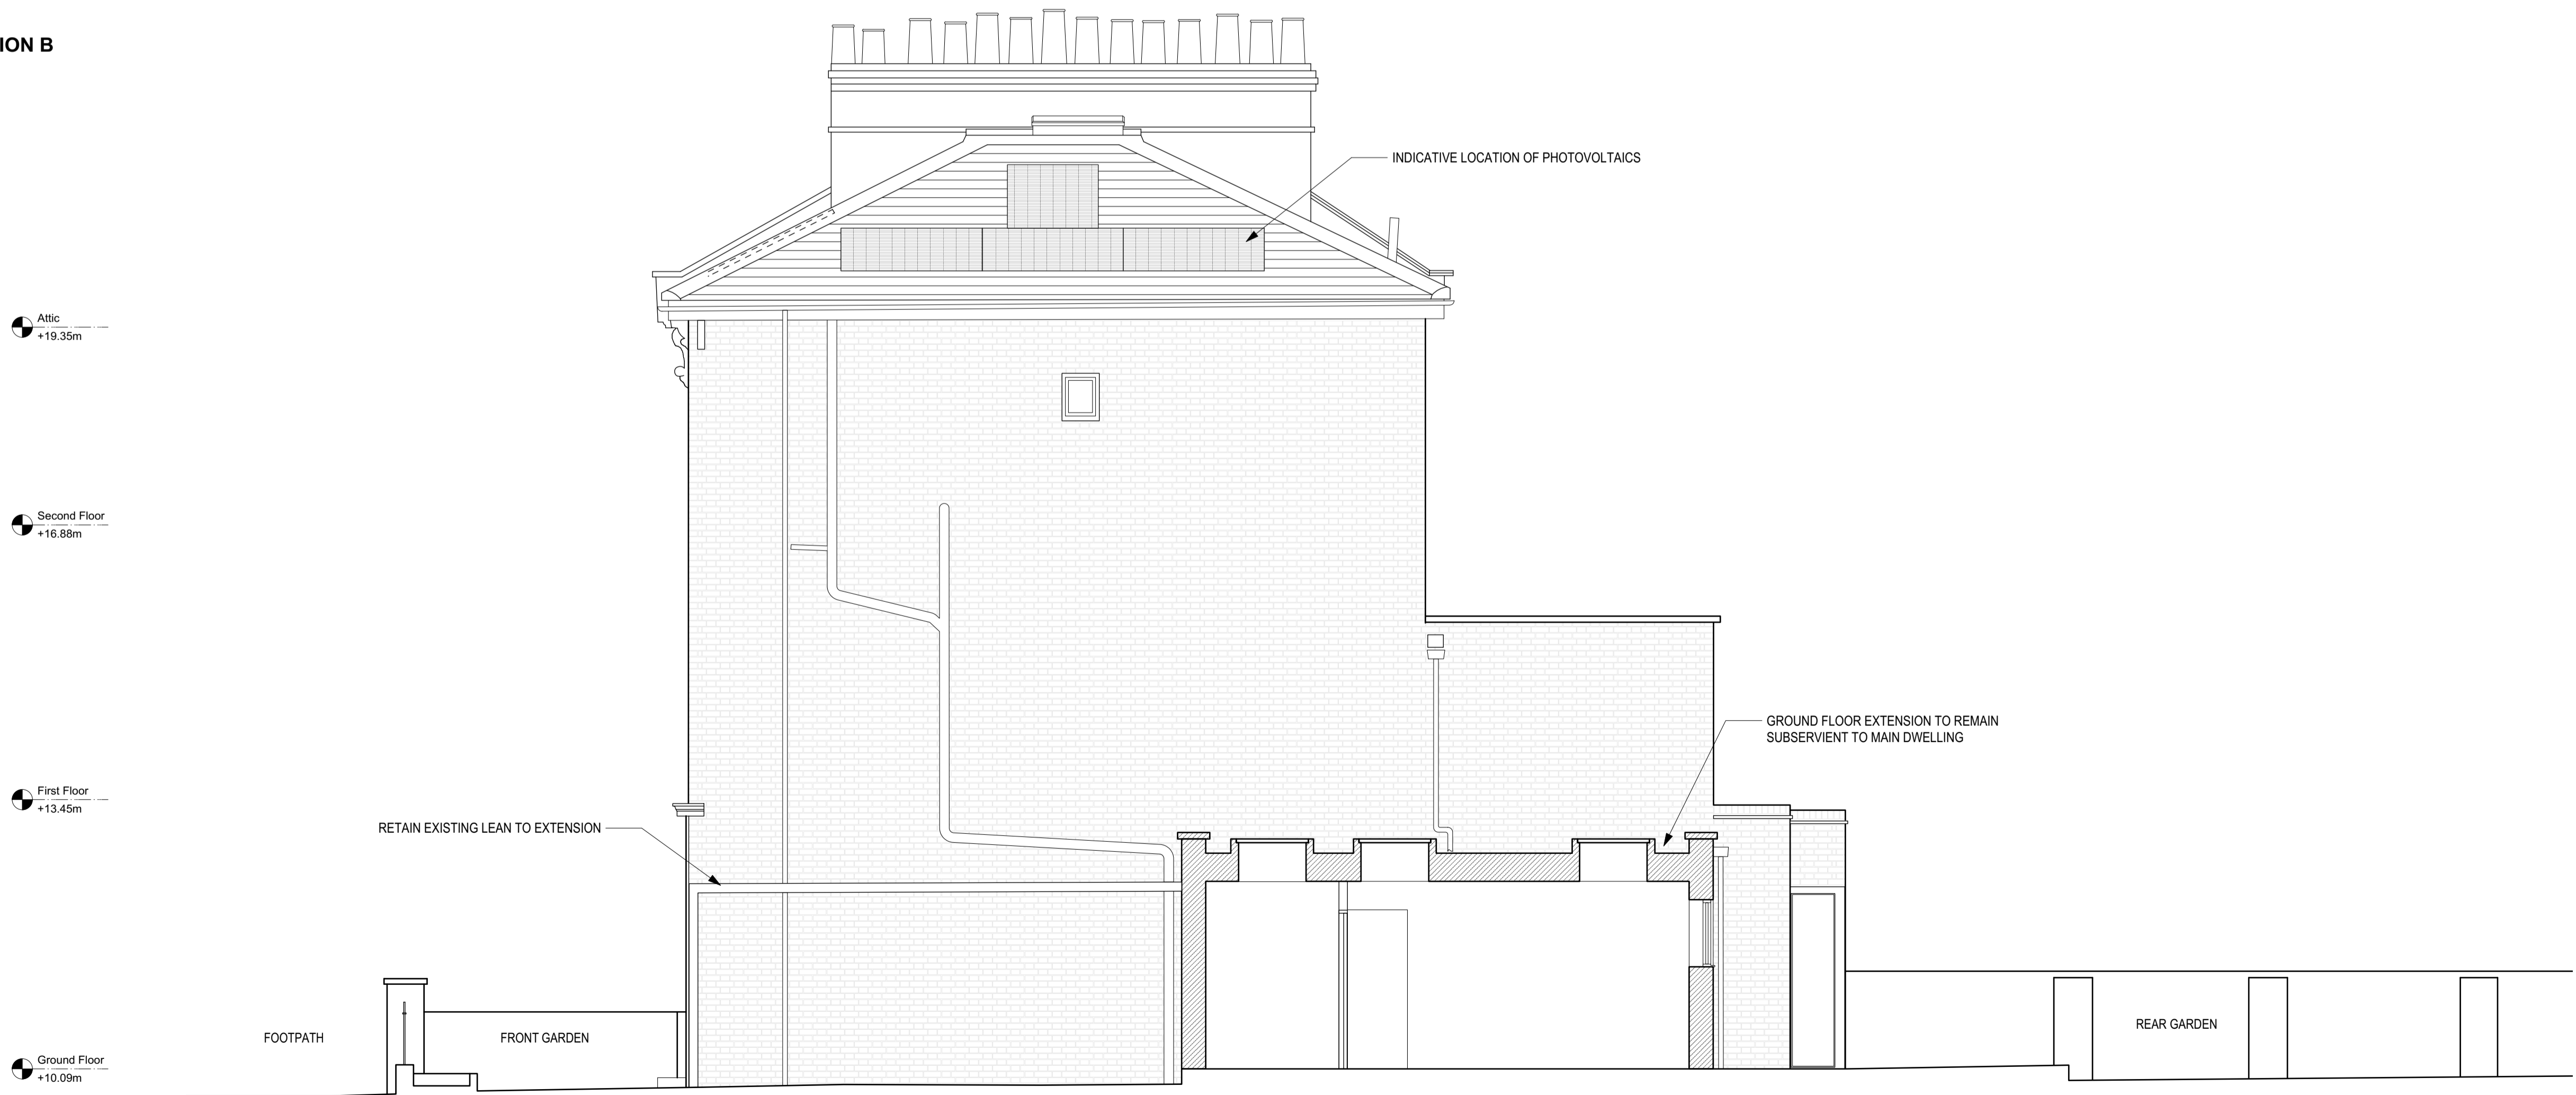 ION B
INDICATIVE LOCATION OF PHOTOVOLTAICS
Attic
+19.35m
Second Floor
+16.88m
GROUND FLOOR EXTENSION TO REMAIN
SUBSERVIENT TO MAIN DWELLING
First Floor
+13.45m
RETAIN EXISTING LEAN TO EXTENSION
FOOTPATH
FRONT GARDEN
REAR GARDEN
Ground Floor
+10.09m